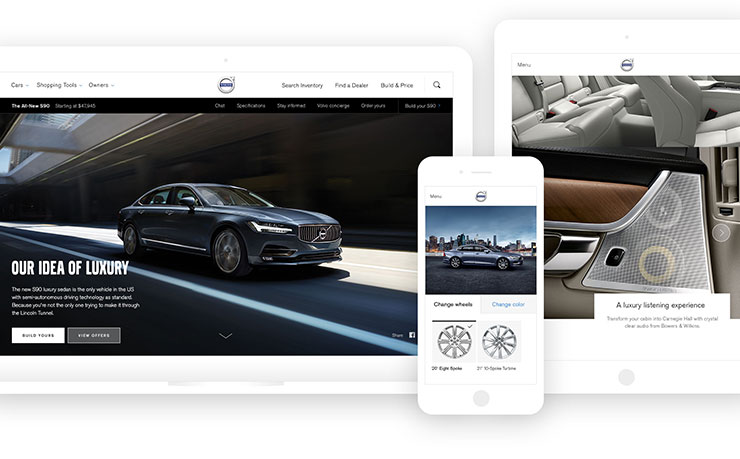 Cars
Shopping Tools
Owners
VOLVO
Search Inventory
Find a Dealer
Build & Price
The All-New S90
Starting at $47,945
Chat
Specifications
Stay informed
Volvo concierge
Order yours
Build your S90
OUR IDEA OF LUXURY
The new S90 luxury sedan is the only vehicle in the US
with semi-autonomous driving technology as standard.
Because you're not the only one trying to make it through
the Lincoln Tunnel.
BUILD YOURS
VIEW OFFERS
Share
Menu
Change wheels
Change color
20" Eight Spoke
21" 10-Spoke Turbine
Menu
A luxury listening experience
Transform your cabin into Carnegie Hall with crystal
clear audio from Bowers & Wilkins.